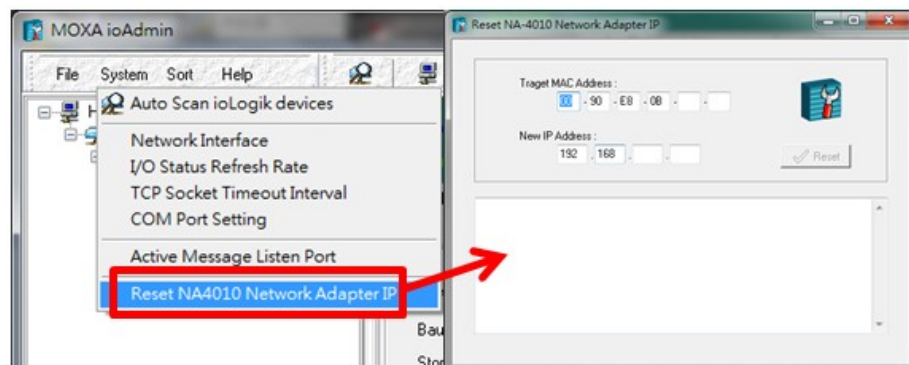 MOXA ioAdmin
File System Sort Help
Auto Scan ioLogik devices
Network Interface
I/O Status Refresh Rate
TCP Socket Timeout Interval
COM Port Setting
Active Message Listen Port
Reset NA4010 Network Adapter IP
Bau
Stop
Reset NA-4010 Network Adapter IP
Traget MAC Address :
00 - 90 - E8 - 0B - -
New IP Address :
192 . 168 . .
Reset